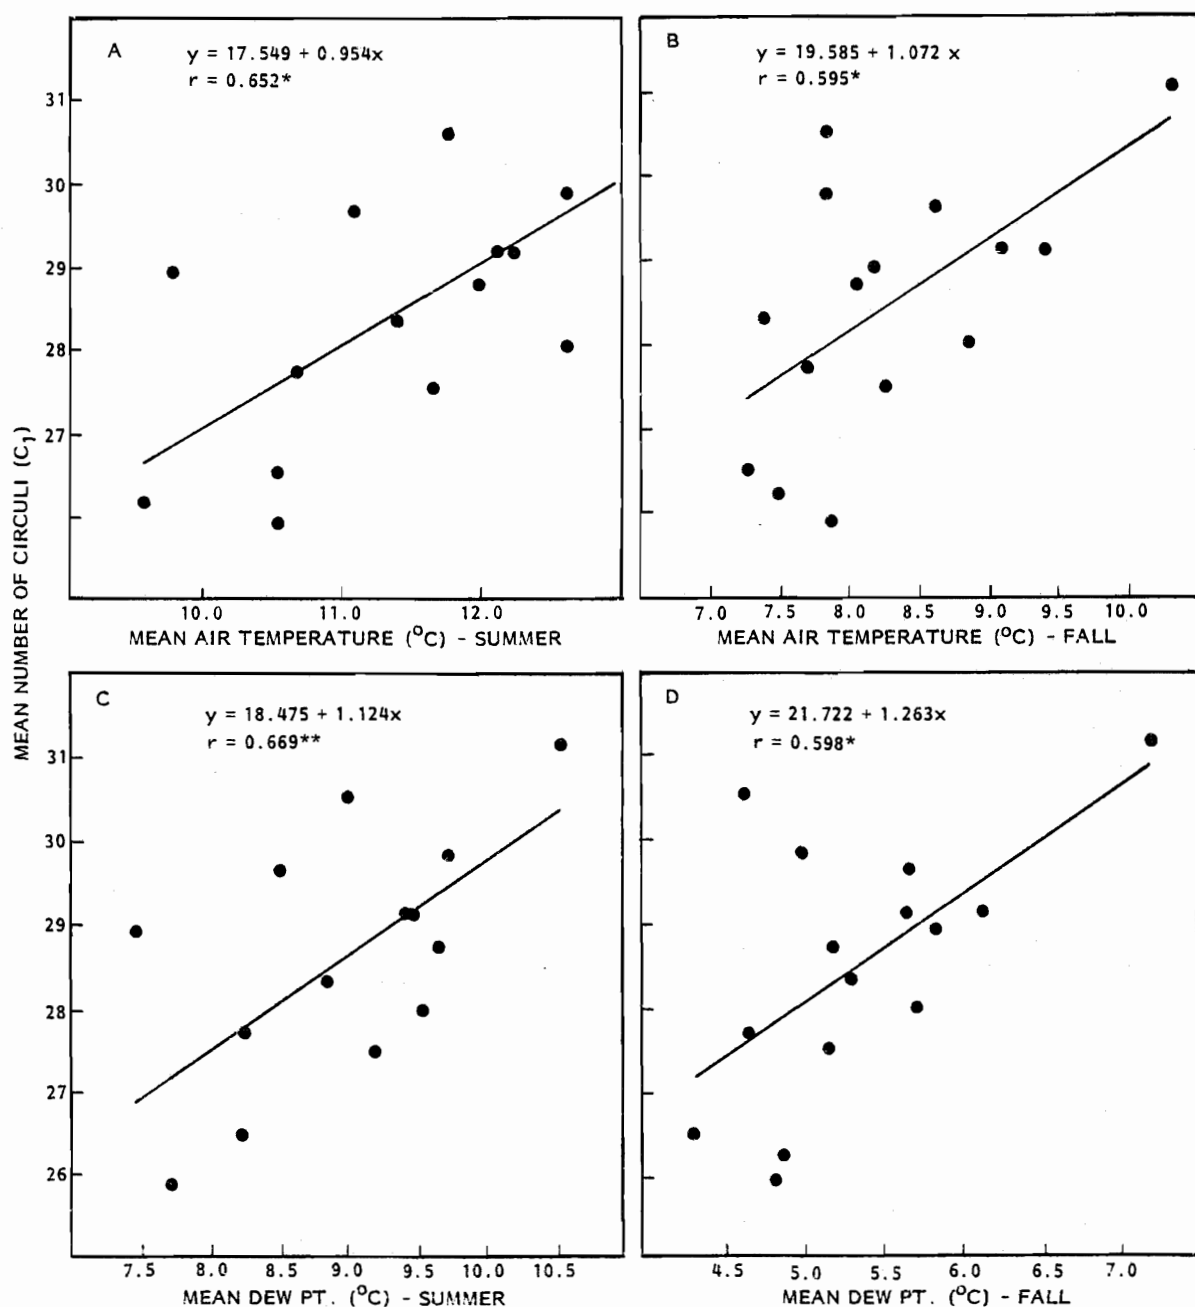 MEAN NUMBER OF CIRCULI (C1)
A
y = 17.549 + 0.954x
r = 0.652*
31
30
29
28
27
10.0 11.0 12.0
MEAN AIR TEMPERATURE (°C) - SUMMER
B
y = 19.585 + 1.072 x
r = 0.595*
7.0 7.5 8.0 8.5 9.0 9.5 10.0
MEAN AIR TEMPERATURE (°C) - FALL
C
y = 18.475 + 1.124x
r = 0.669**
31
30
29
28
27
26
7.5 8.0 8.5 9.0 9.5 10.0 10.5
MEAN DEW PT. (°C) - SUMMER
D
y = 21.722 + 1.263x
r = 0.598*
4.5 5.0 5.5 6.0 6.5 7.0
MEAN DEW PT. (°C) - FALL